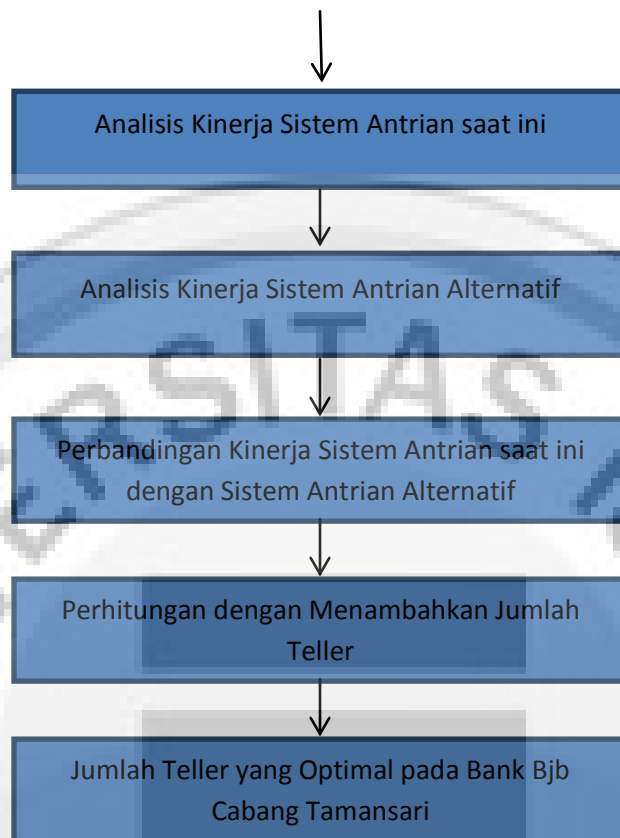 Analisis Kinerja Sistem Antrian saat ini
Analisis Kinerja Sistem Antrian Alternatif
Perbandingan Kinerja Sistem Antrian saat ini
dengan Sistem Antrian Alternatif
Perhitungan dengan Menambahkan Jumlah
Teller
Jumlah Teller yang Optimal pada Bank Bjb
Cabang Tamansari